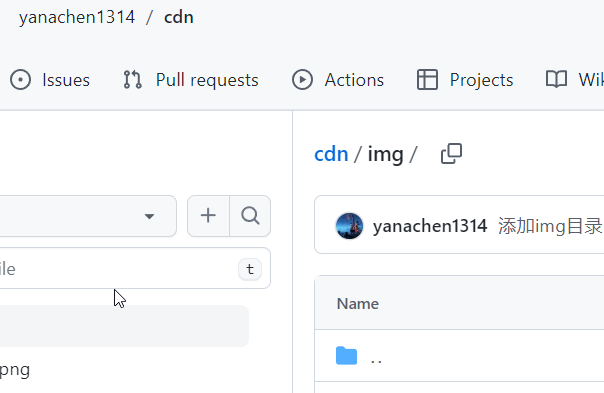 yanachen1314 / cdn
Issues Pull requests Actions Projects Wik
cdn / img /
ile t
yanachen1314 添加img目录
png
Name
..